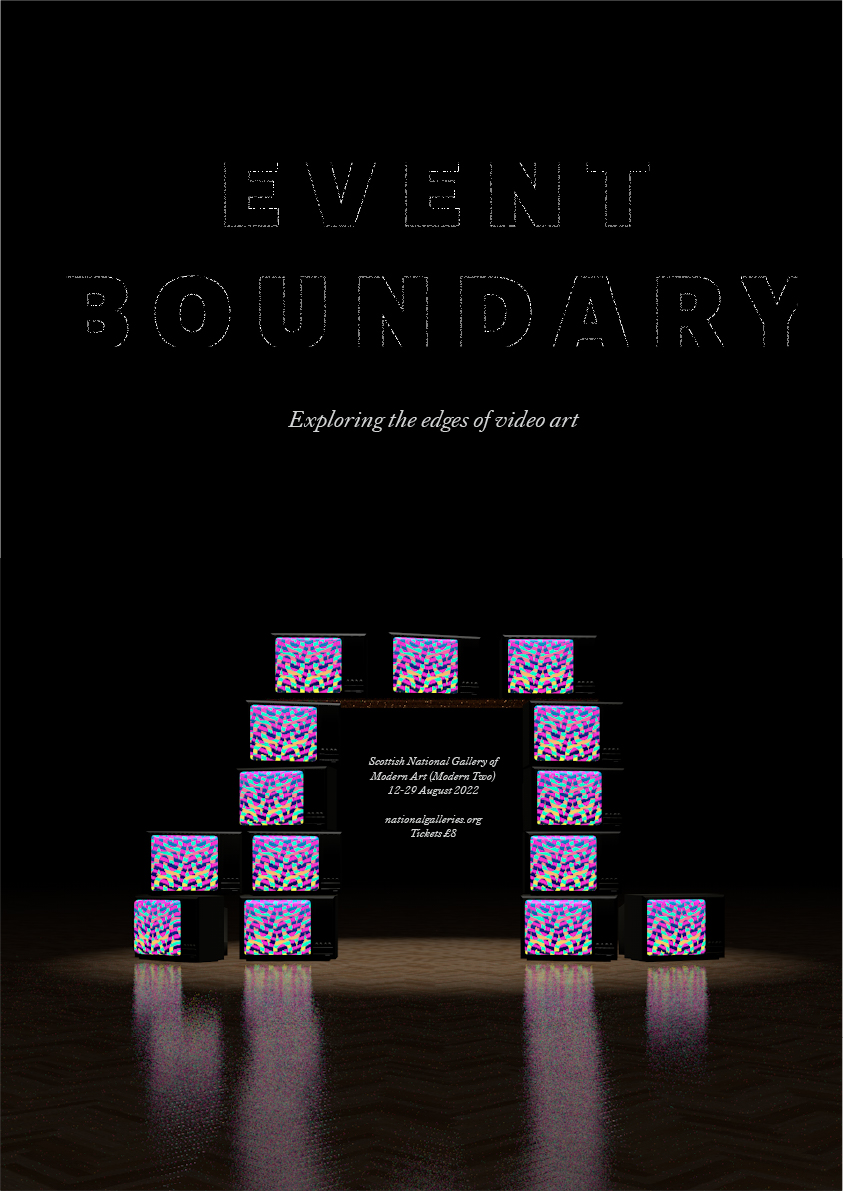 EVENT
BOUNDARY
Exploring the edges of video art
Scottish National Gallery of
Modern Art (Modern Two)
12-29 August 2022
nationalgalleries.org
Tickets £8